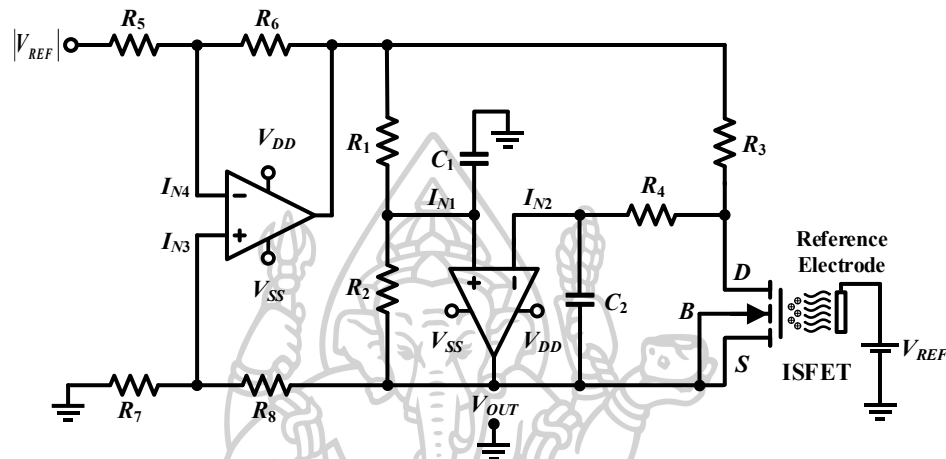 |V_REF|
R5
R6
V_DD
I_N4
−
I_N3
+
V_SS
R1
C1
R3
R4
I_N1
I_N2
R2
+
−
V_SS
V_DD
C2
Reference
Electrode
D
B
S
ISFET
V_REF
R7
R8
V_OUT